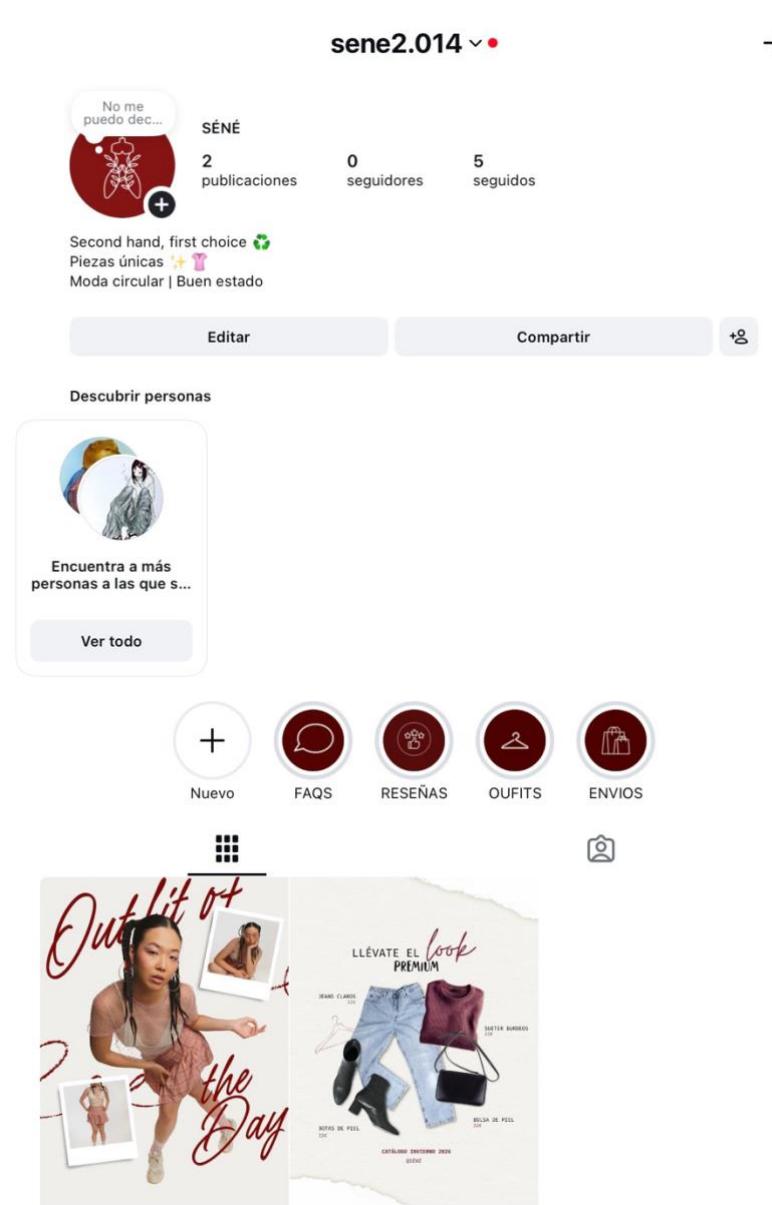 sene2.014
No me
puedo dec...
SÉNÉ
2
publicaciones
0
seguidores
5
seguidos
Second hand, first choice ♻️
Piezas únicas ✨👚
Moda circular | Buen estado
Editar
Compartir
Descubrir personas
Encuentra a más
personas a las que s...
Ver todo
Nuevo
FAQS
RESEÑAS
OUFITS
ENVIOS
Outfit of
the
Day
LLÉVATE EL look
PREMIUM
JEANS CLAROS
SUETER BURDEOS
BOTAS DE PIEL
BOLSA DE PIEL
CATÁLOGO INVIERNO 2026
@SÉNÉ